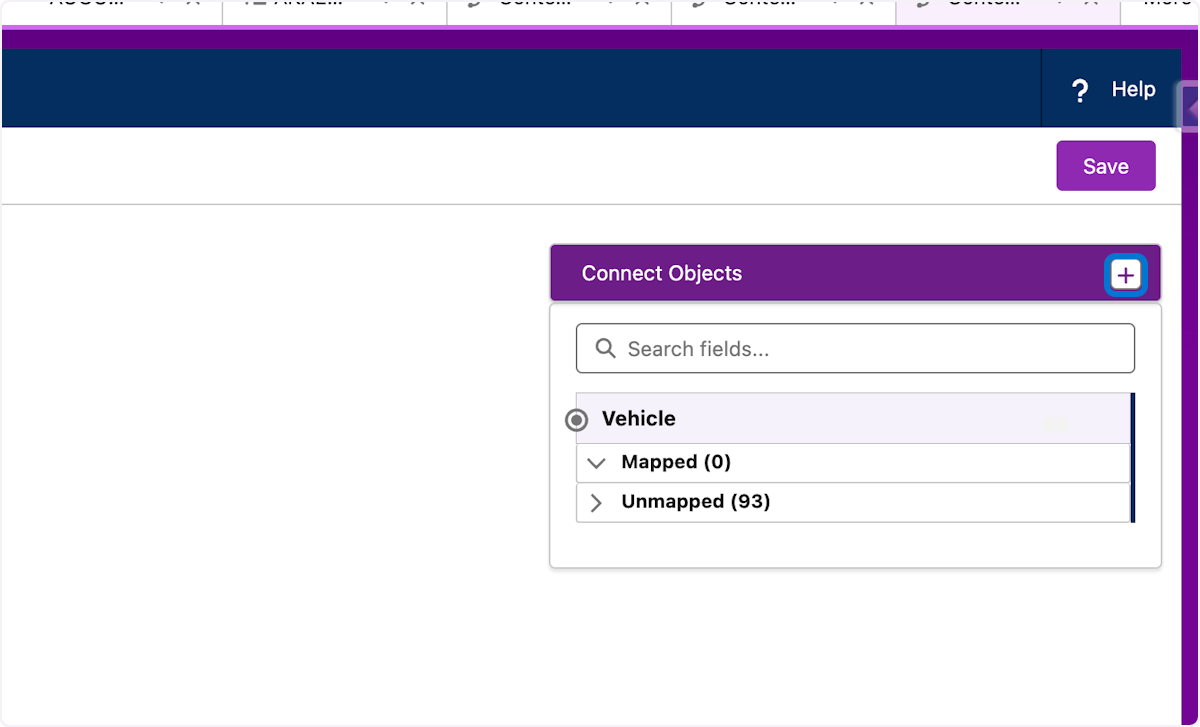 Help
Save
Connect Objects
Search fields...
Vehicle
Mapped (0)
Unmapped (93)